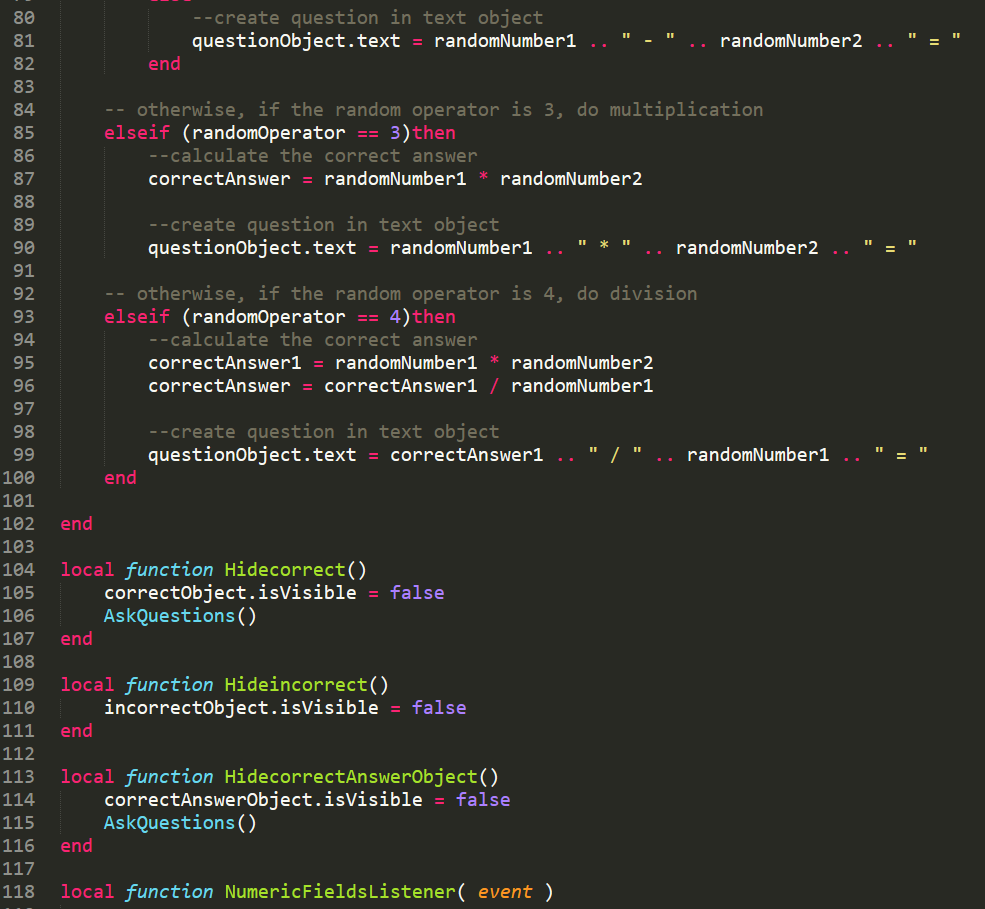 80 --create question in text object
81 questionObject.text = randomNumber1 .. " - " .. randomNumber2 .. " = "
82 end
83
84 -- otherwise, if the random operator is 3, do multiplication
85 elseif (randomOperator == 3)then
86 --calculate the correct answer
87 correctAnswer = randomNumber1 * randomNumber2
88
89 --create question in text object
90 questionObject.text = randomNumber1 .. " * " .. randomNumber2 .. " = "
91
92 -- otherwise, if the random operator is 4, do division
93 elseif (randomOperator == 4)then
94 --calculate the correct answer
95 correctAnswer1 = randomNumber1 * randomNumber2
96 correctAnswer = correctAnswer1 / randomNumber1
97
98 --create question in text object
99 questionObject.text = correctAnswer1 .. " / " .. randomNumber1 .. " = "
100 end
101
102 end
103
104 local function Hidecorrect()
105 correctObject.isVisible = false
106 AskQuestions()
107 end
108
109 local function Hideincorrect()
110 incorrectObject.isVisible = false
111 end
112
113 local function HidecorrectAnswerObject()
114 correctAnswerObject.isVisible = false
115 AskQuestions()
116 end
117
118 local function NumericFieldsListener( event )